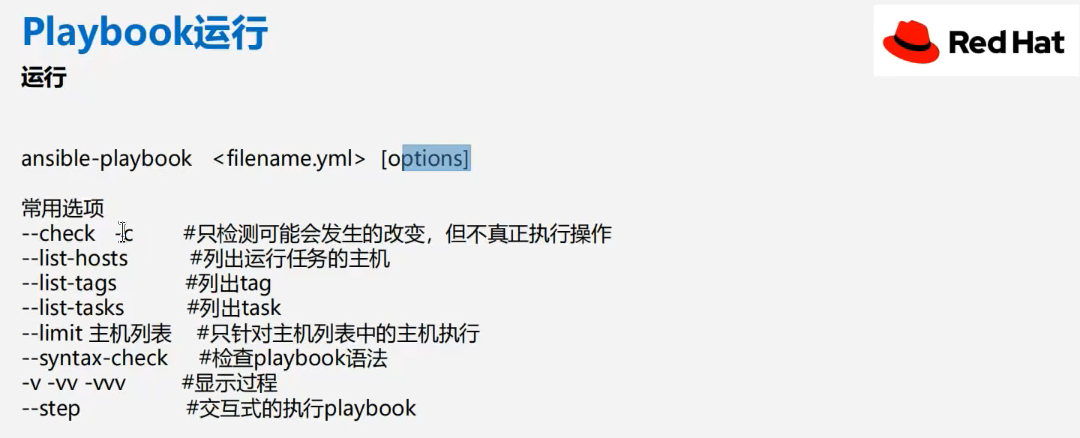 Playbook运行
Red Hat
运行
ansible-playbook <filename.yml> [options]
常用选项
--check -c #只检测可能会发生的改变，但不真正执行操作
--list-hosts #列出运行任务的主机
--list-tags #列出tag
--list-tasks #列出task
--limit 主机列表 #只针对主机列表中的主机执行
--syntax-check #检查playbook语法
-v -vv -vvv #显示过程
--step #交互式的执行playbook